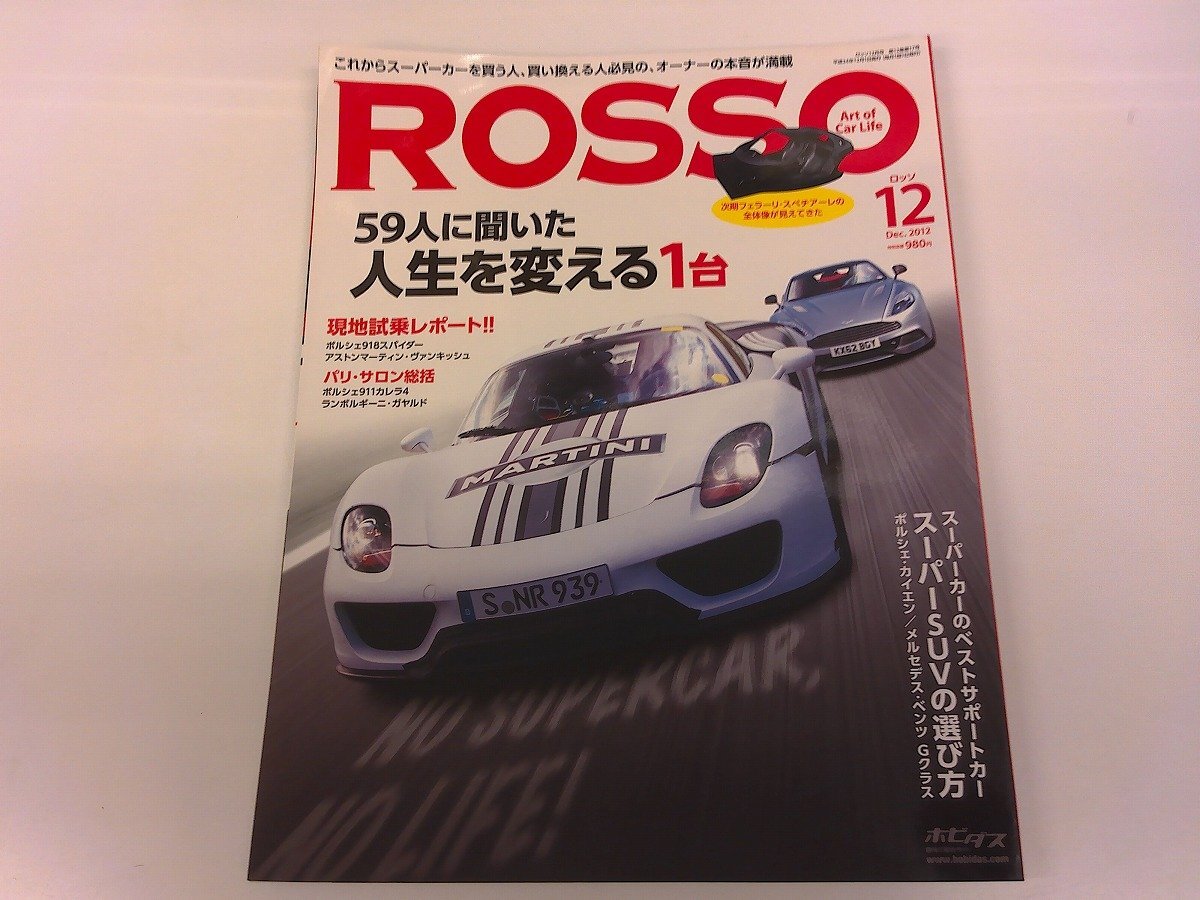 これからスーパーカーを買う人、買い換える人必見の、オーナーの本音が満載
ROSSO
Art of
Car Life
ロッソ
12
Dec. 2012
980円
次期フェラーリ・スペチアーレの
全体像が見えてきた
59人に聞いた
人生を変える1台
現地試乗レポート!!
ポルシェ918スパイダー
アストンマーティン・ヴァンキッシュ
パリ・サロン総括
ポルシェ911カレラ4
ランボルギーニ・ガヤルド
KX62 BGY
MARTINI
S NR 939
NO SUPERCAR,
NO LIFE!
スーパーカーのベストサポートカー
スーパーSUVの選び方
ポルシェ・カイエン／メルセデス・ベンツ Gクラス
ホビダス
www.hobidas.com